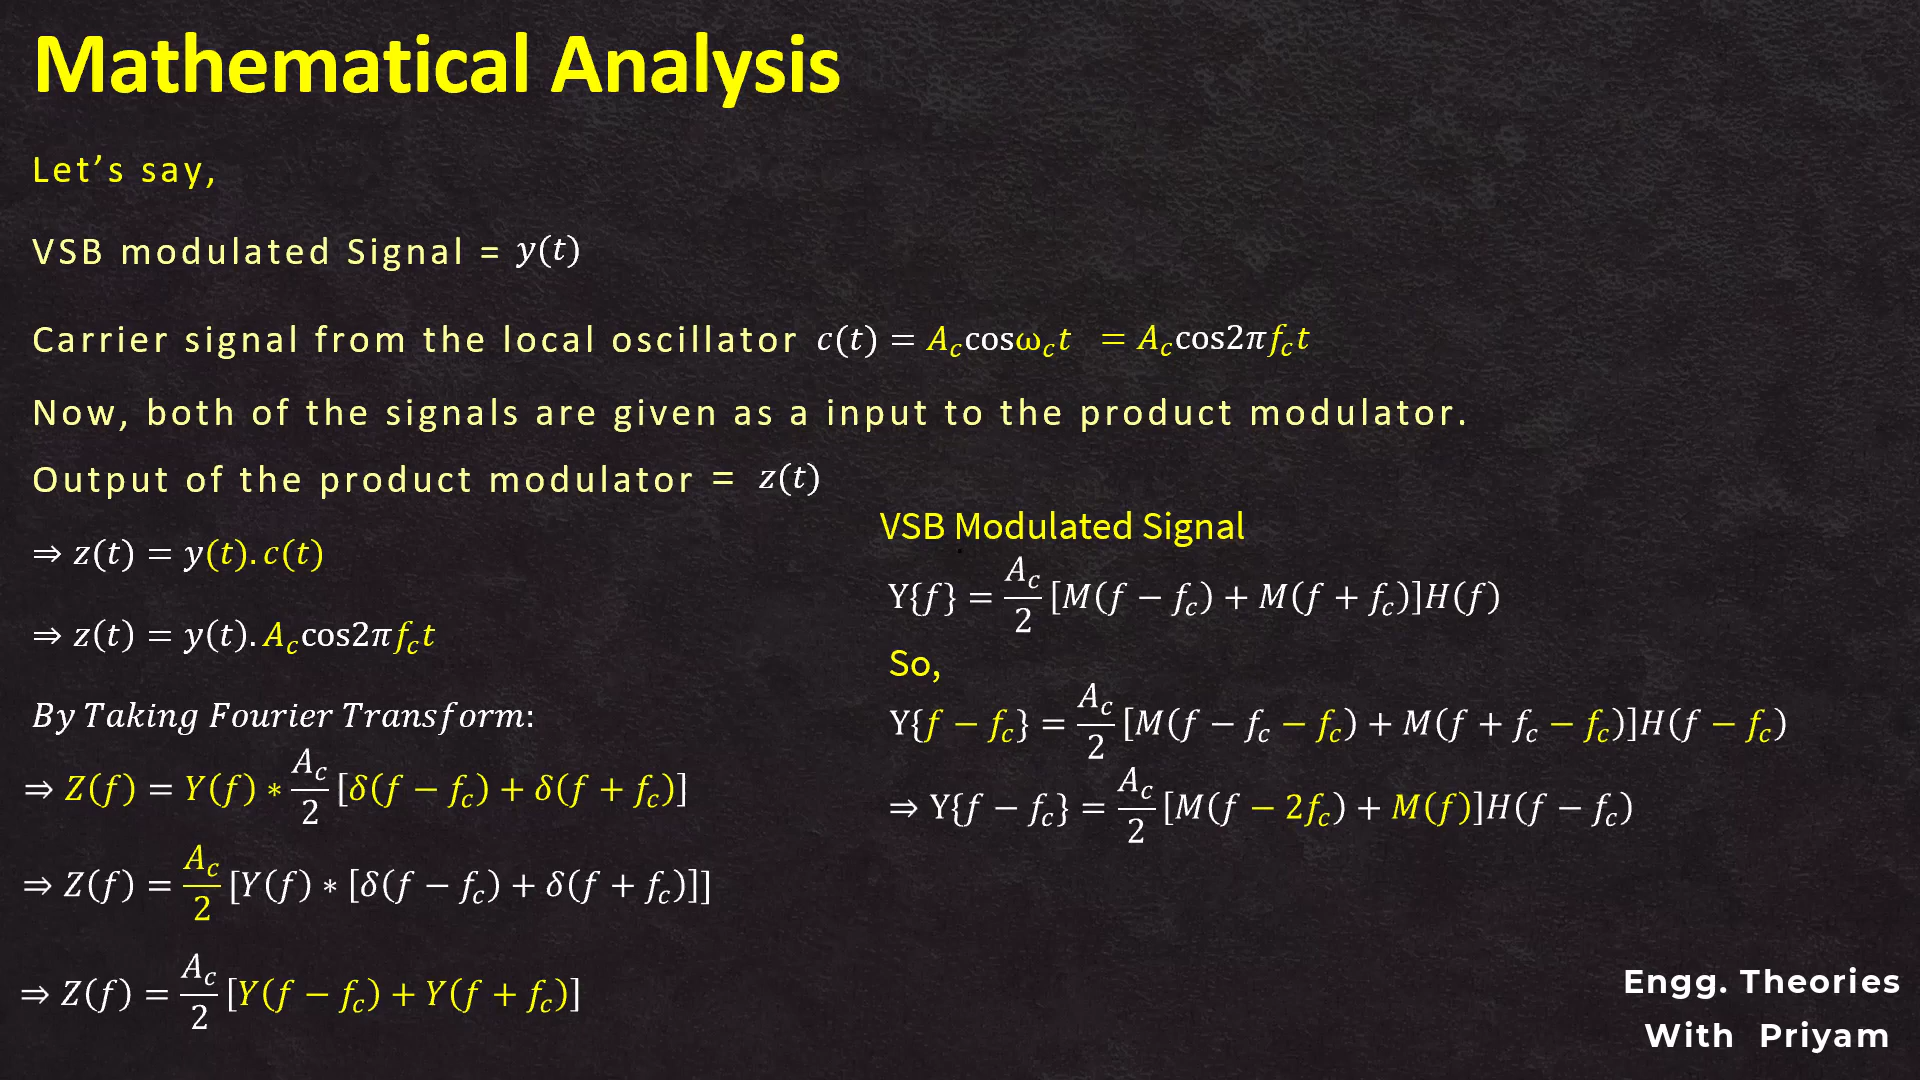 Mathematical Analysis
Let’s say,
VSB modulated Signal = y(t)
Carrier signal from the local oscillator c(t) = A_c cosω_c t = A_c cos2πf_c t
Now, both of the signals are given as a input to the product modulator.
Output of the product modulator = z(t)
⇒ z(t) = y(t). c(t)
⇒ z(t) = y(t). A_c cos2πf_c t
By Taking Fourier Transform:
⇒ Z(f) = Y(f) * A_c/2 [δ(f − f_c) + δ(f + f_c)]
⇒ Z(f) = A_c/2 [Y(f) * [δ(f − f_c) + δ(f + f_c)]]
⇒ Z(f) = A_c/2 [Y(f − f_c) + Y(f + f_c)]
VSB Modulated Signal
Y{f} = A_c/2 [M(f − f_c) + M(f + f_c)]H(f)
So,
Y{f − f_c} = A_c/2 [M(f − f_c − f_c) + M(f + f_c − f_c)]H(f − f_c)
⇒ Y{f − f_c} = A_c/2 [M(f − 2f_c) + M(f)]H(f − f_c)
Engg. Theories
With Priyam